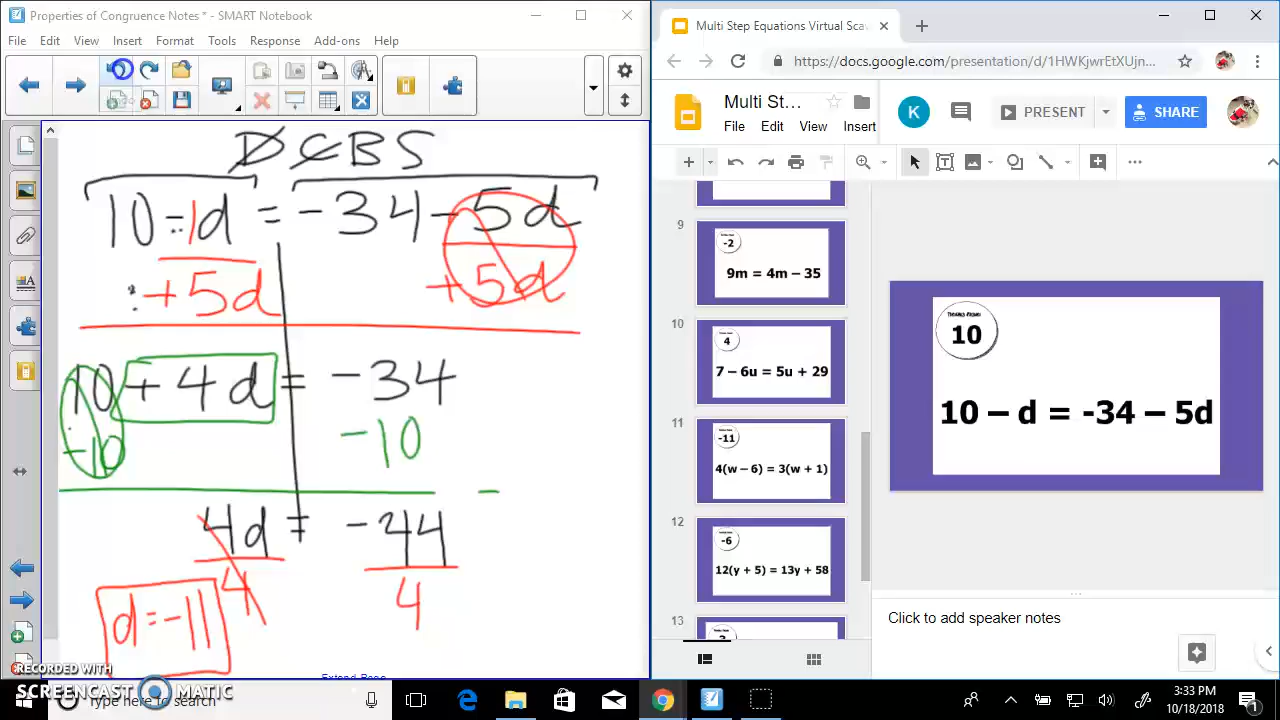 Properties of Congruence Notes * - SMART Notebook
File Edit View Insert Format Tools Response Add-ons Help
DCBS
10 - 1d = -34 - 5d
+5d +5d
10 + 4d = -34
-10 -10
4d = -44
4 4
d = -11
Extend Page
RECORDED WITH
SCREENCAST MATIC
Type here to search
Multi Step Equations Virtual Scav
https://docs.google.com/presentation/d/1HWKjwrEtXUjn...
Multi St...
File Edit View Insert
K
PRESENT
SHARE
9
-2
9m = 4m − 35
10
4
7 − 6u = 5u + 29
11
-11
4(w − 6) = 3(w + 1)
12
-6
12(y + 5) = 13y + 58
13
10
10 − d = -34 − 5d
Click to add speaker notes
3:33 PM
10/18/2018
1